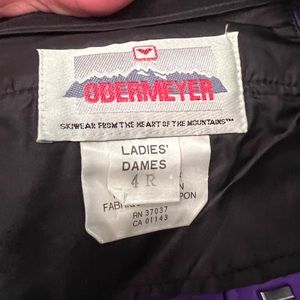 OBERMEYER
SKIWEAR FROM THE HEART OF THE MOUNTAINS™
LADIES'
DAMES
4 R
RN 37037
CA 01143